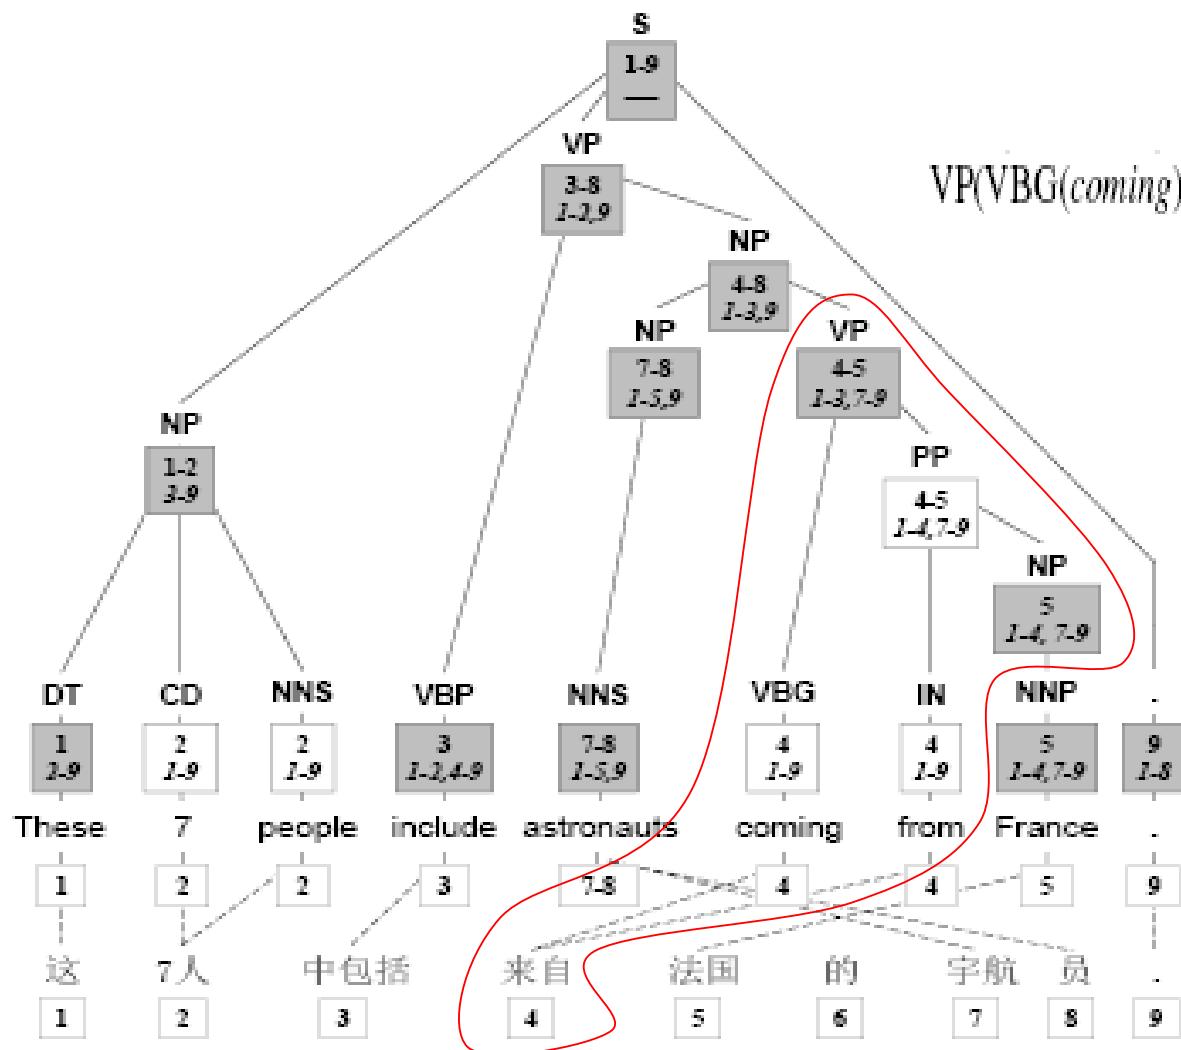 S
1-9
VP
3-8
1-2,9
VP(VBG(coming)
NP
4-8
1-3,9
NP VP
7-8 4-5
1-5,9 1-3,7-9
NP
1-2
3-9
PP
4-5
1-4,7-9
NP
5
1-4, 7-9
DT CD NNS VBP NNS VBG IN NNP .
1 2 2 3 7-8 4 4 5 9
2-9 1-9 1-9 1-2,4-9 1-5,9 1-9 1-9 1-4,7-9 1-8
These 7 people include astronauts coming from France .
1 2 2 3 7-8 4 4 5 9
这 7人 中包括 来自 法国 的 宇航 员 .
1 2 3 4 5 6 7 8 9